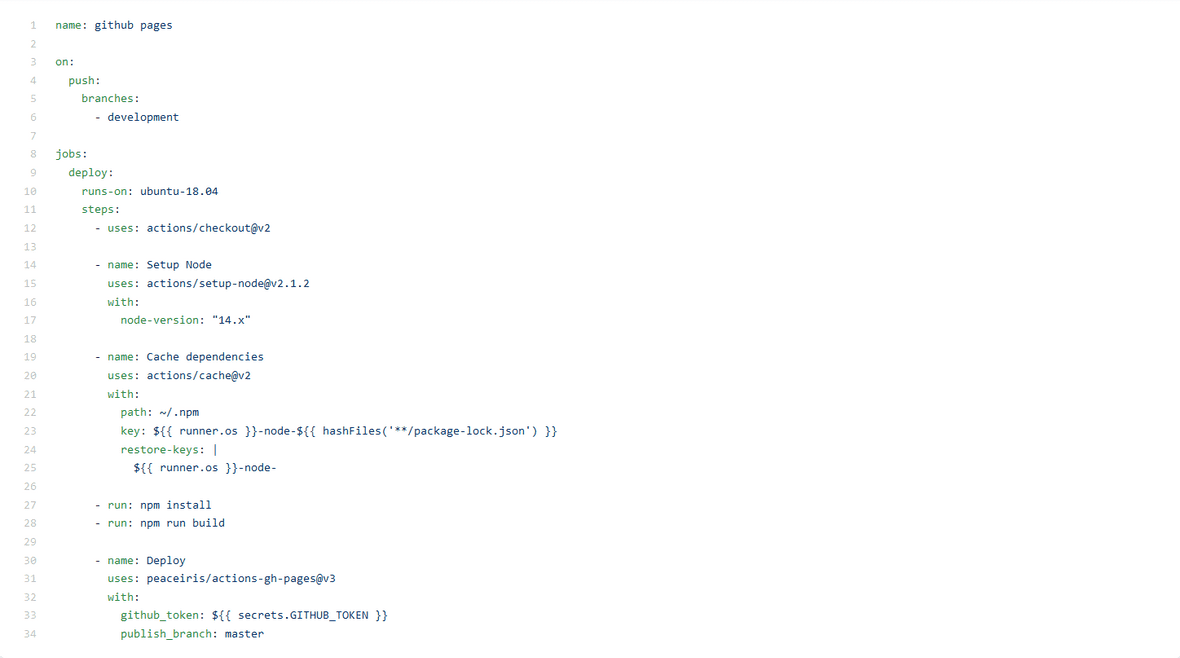 1 name: github pages
2
3 on:
4   push:
5     branches:
6       - development
7
8 jobs:
9   deploy:
10     runs-on: ubuntu-18.04
11     steps:
12       - uses: actions/checkout@v2
13
14       - name: Setup Node
15         uses: actions/setup-node@v2.1.2
16         with:
17           node-version: "14.x"
18
19       - name: Cache dependencies
20         uses: actions/cache@v2
21         with:
22           path: ~/.npm
23           key: ${{ runner.os }}-node-${{ hashFiles('**/package-lock.json') }}
24           restore-keys: |
25             ${{ runner.os }}-node-
26
27       - run: npm install
28       - run: npm run build
29
30       - name: Deploy
31         uses: peaceiris/actions-gh-pages@v3
32         with:
33           github_token: ${{ secrets.GITHUB_TOKEN }}
34           publish_branch: master